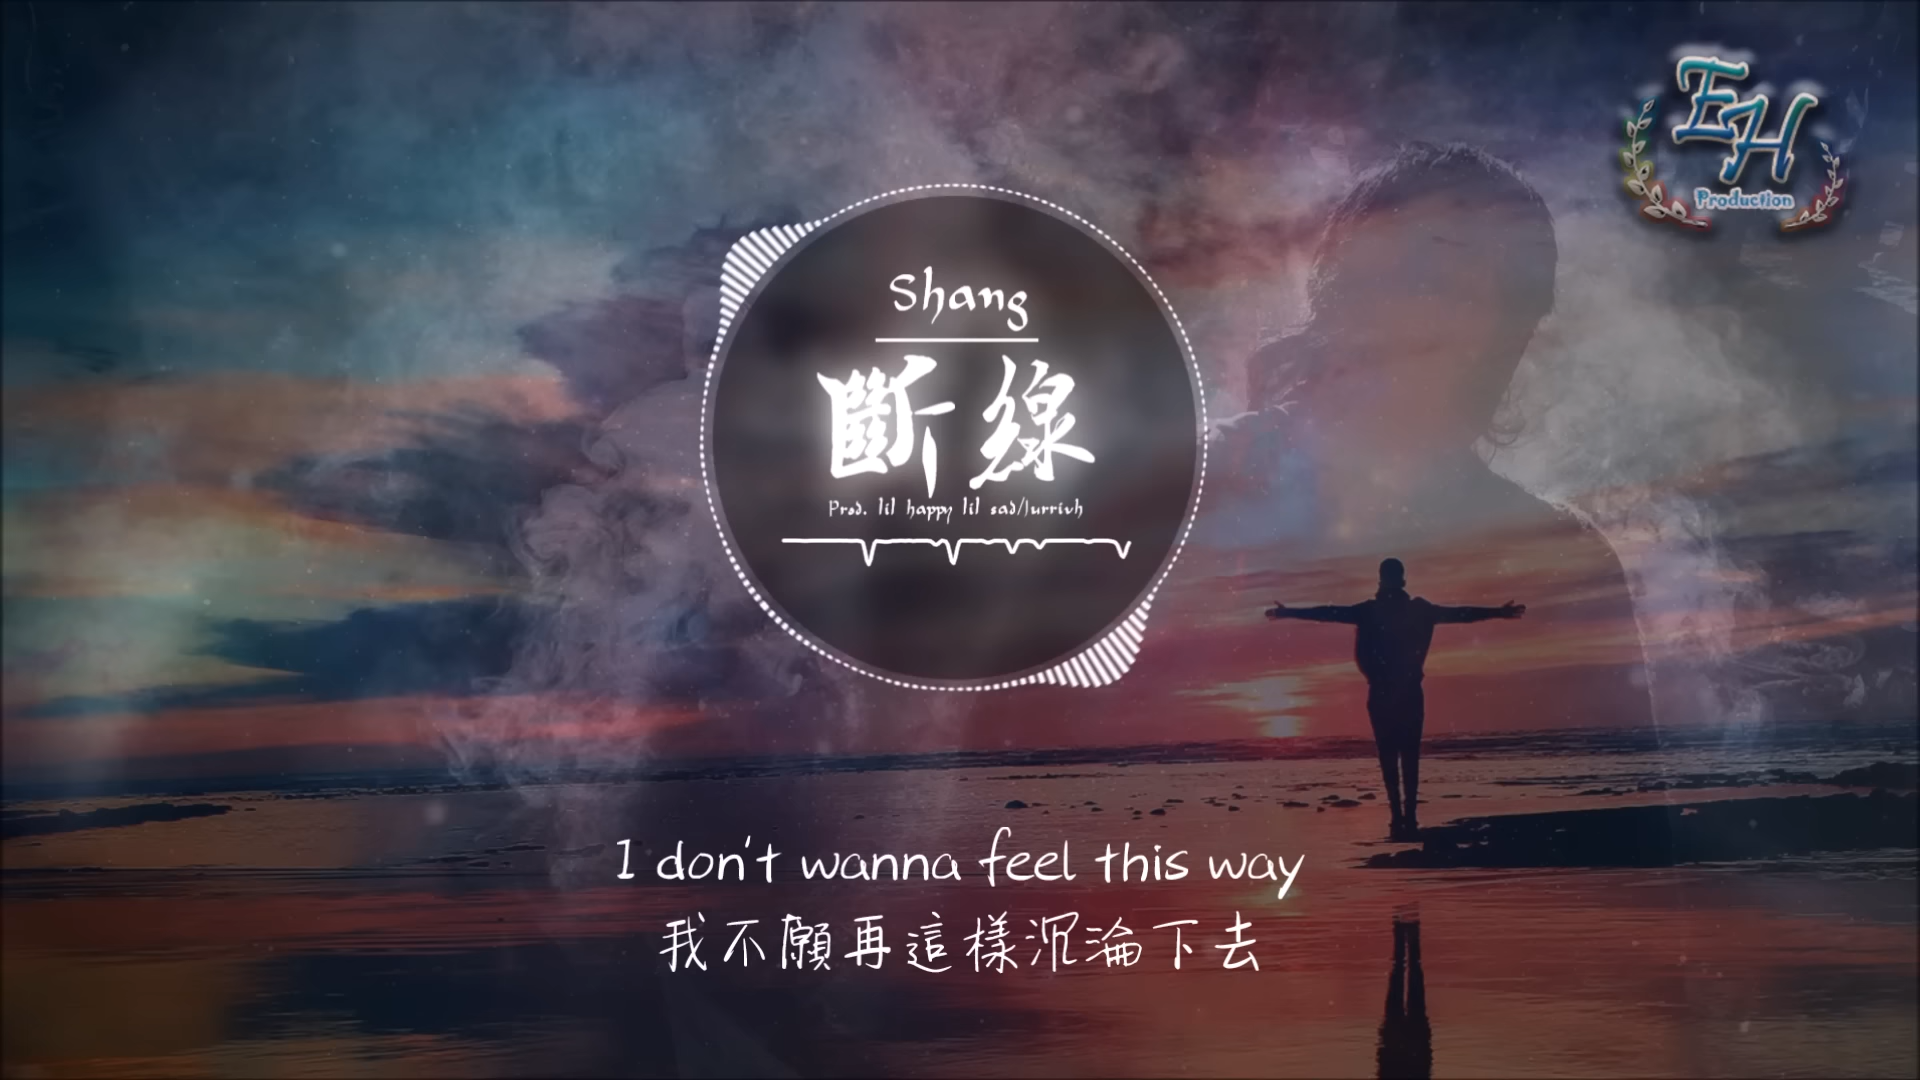 EH
Production
Shang
斷線
Prod. lil happy lil sad/Jurrivh
I don't wanna feel this way
我不願再這樣沉淪下去